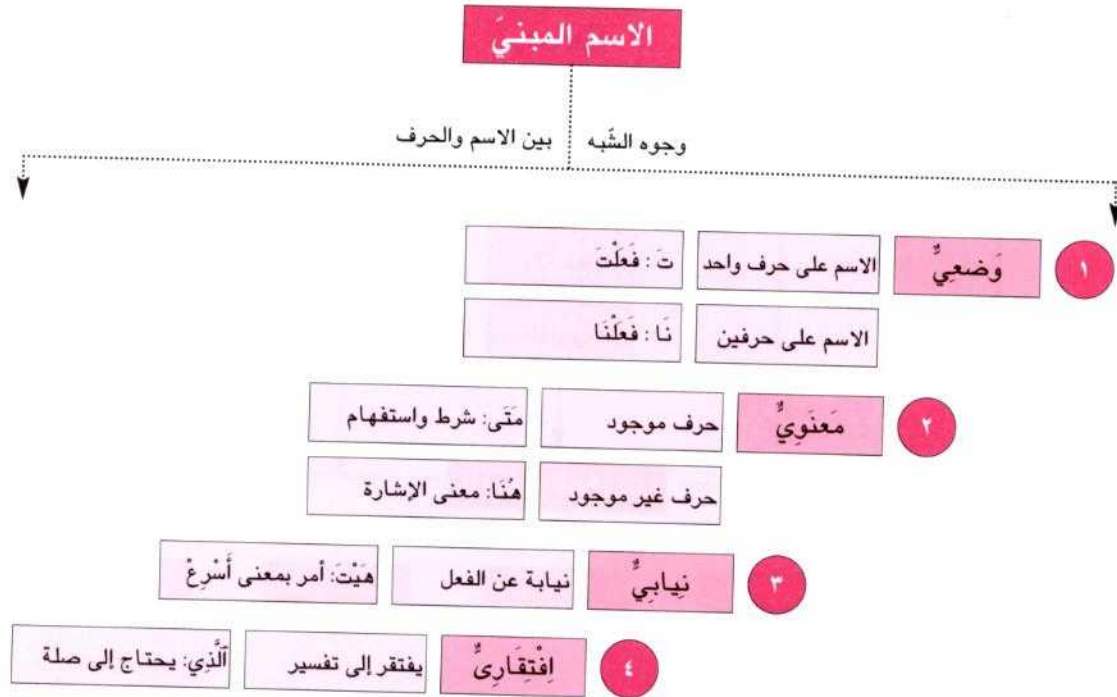 الاسم المبنيّ
وجوه الشّبه بين الاسم والحرف
١ وَضعِيٌّ الاسم على حرف واحد تَ : فَعَلْتَ
الاسم على حرفين نَا : فَعَلْنَا
٢ مَعنَوِيٌّ حرف موجود مَتَى: شرط واستفهام
حرف غير موجود هُنَا: معنى الإشارة
٣ نِيابِيٌّ نيابة عن الفعل هَيْتَ: أمر بمعنى أَسْرِعْ
٤ اِفْتِقَارِىٌّ يفتقر إلى تفسير اَلَّذِي: يحتاج إلى صلة